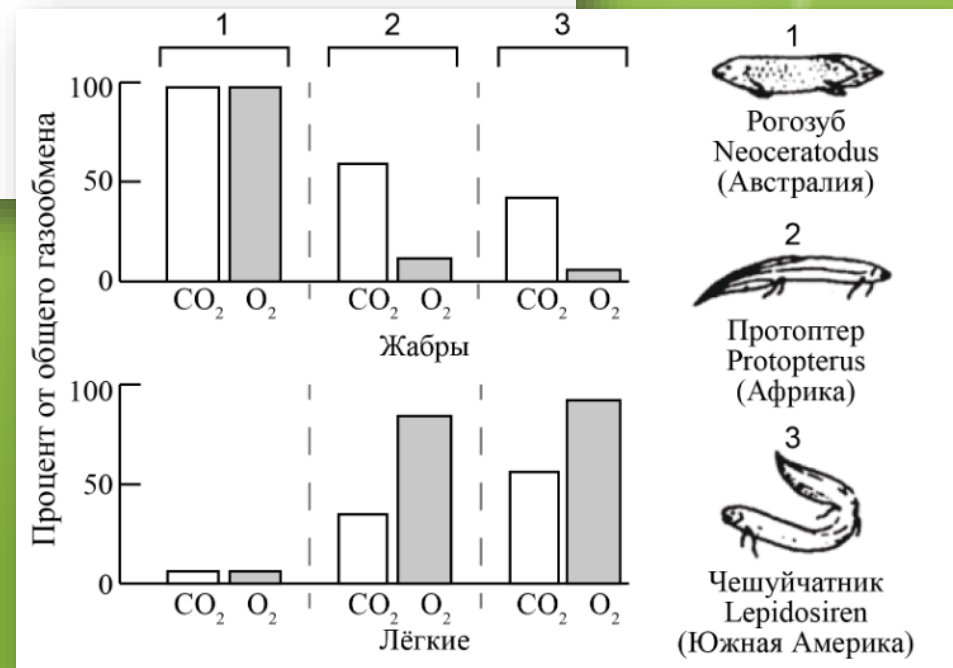 Процент от общего газообмена
1 2 3
100
50
0
CO₂ O₂ CO₂ O₂ CO₂ O₂
Жабры
100
50
0
CO₂ O₂ CO₂ O₂ CO₂ O₂
Лёгкие
1
Рогозуб
Neoceratodus
(Австралия)
2
Протоптер
Protopterus
(Африка)
3
Чешуйчатник
Lepidosiren
(Южная Америка)